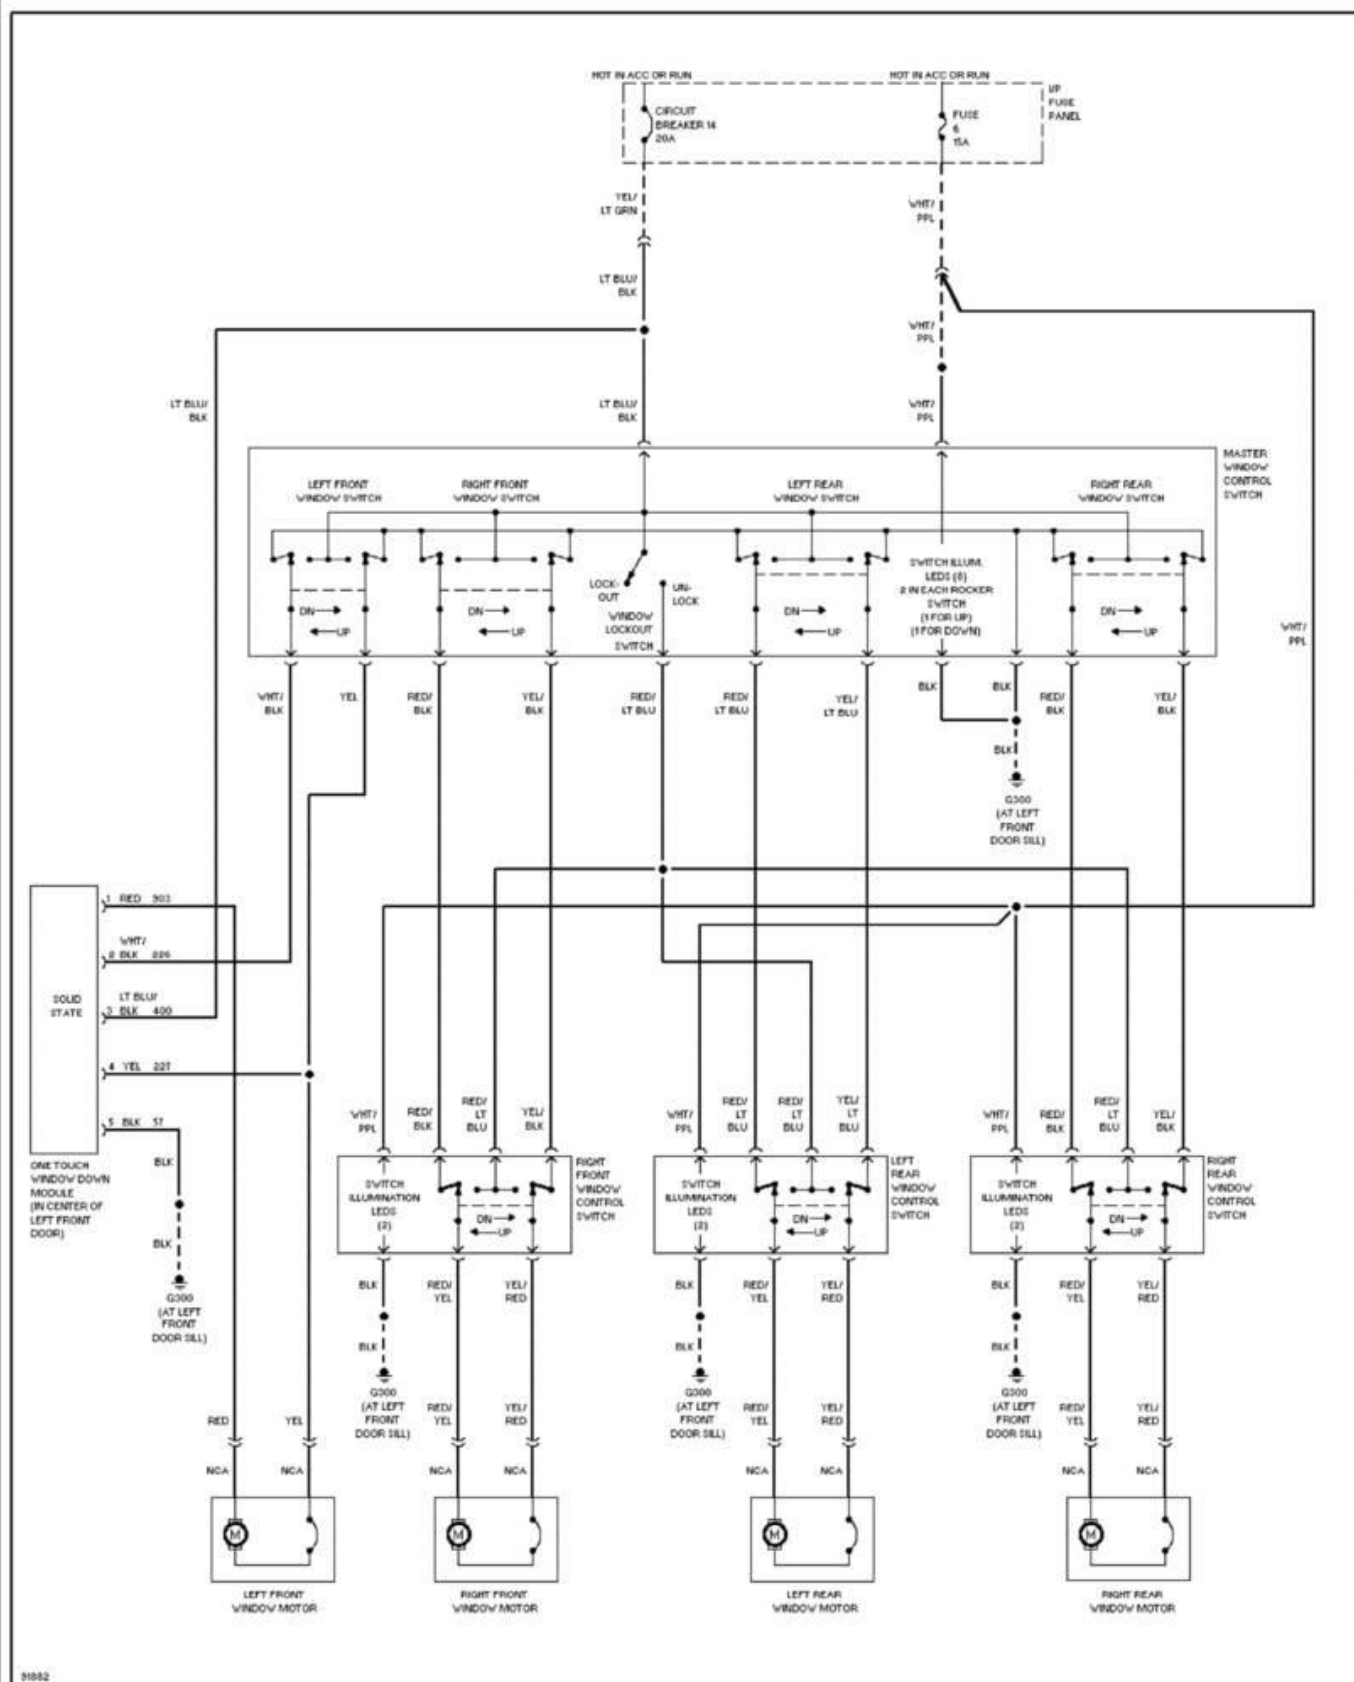 HOT IN ACC OR RUN
HOT IN ACC OR RUN
I/P
FUSE
PANEL
CIRCUIT
BREAKER 14
20A
FUSE
6
15A
YEL/
LT GRN
WHT/
PPL
LT BLU/
BLK
WHT/
PPL
LT BLU/
BLK
LT BLU/
BLK
WHT/
PPL
MASTER
WINDOW
CONTROL
SWITCH
LEFT FRONT
WINDOW SWITCH
RIGHT FRONT
WINDOW SWITCH
LEFT REAR
WINDOW SWITCH
RIGHT REAR
WINDOW SWITCH
LOCK-
OUT
UN-
LOCK
WINDOW
LOCKOUT
SWITCH
SWITCH ILLUM.
LEDS (8)
2 IN EACH ROCKER
SWITCH
(1 FOR UP)
(1 FOR DOWN)
DN
UP
DN
UP
DN
UP
DN
UP
WHT/
PPL
WHT/
BLK
YEL
RED/
BLK
YEL/
BLK
RED/
LT BLU
RED/
LT BLU
YEL/
LT BLU
BLK
BLK
RED/
BLK
YEL/
BLK
BLK
G300
(AT LEFT
FRONT
DOOR SILL)
1 RED 903
WHT/
2 BLK 226
LT BLU/
3 BLK 400
4 YEL 227
5 BLK 57
SOLID
STATE
ONE TOUCH
WINDOW DOWN
MODULE
(IN CENTER OF
LEFT FRONT
DOOR)
BLK
BLK
G300
(AT LEFT
FRONT
DOOR SILL)
WHT/
PPL
RED/
BLK
RED/
LT
BLU
YEL/
BLK
WHT/
PPL
RED/
LT
BLU
RED/
LT
BLU
YEL/
LT
BLU
WHT/
PPL
RED/
BLK
RED/
LT
BLU
YEL/
BLK
SWITCH
ILLUMINATION
LEDS
(2)
DN
UP
RIGHT
FRONT
WINDOW
CONTROL
SWITCH
SWITCH
ILLUMINATION
LEDS
(2)
DN
UP
LEFT
REAR
WINDOW
CONTROL
SWITCH
SWITCH
ILLUMINATION
LEDS
(2)
DN
UP
RIGHT
REAR
WINDOW
CONTROL
SWITCH
BLK
RED/
YEL
YEL/
RED
BLK
RED/
YEL
YEL/
RED
BLK
RED/
YEL
YEL/
RED
BLK
BLK
BLK
G300
(AT LEFT
FRONT
DOOR SILL)
G300
(AT LEFT
FRONT
DOOR SILL)
G300
(AT LEFT
FRONT
DOOR SILL)
RED
YEL
RED/
YEL
YEL/
RED
RED/
YEL
YEL/
RED
RED/
YEL
YEL/
RED
NCA
NCA
NCA
NCA
NCA
NCA
NCA
NCA
M
M
M
M
LEFT FRONT
WINDOW MOTOR
RIGHT FRONT
WINDOW MOTOR
LEFT REAR
WINDOW MOTOR
RIGHT REAR
WINDOW MOTOR
91882